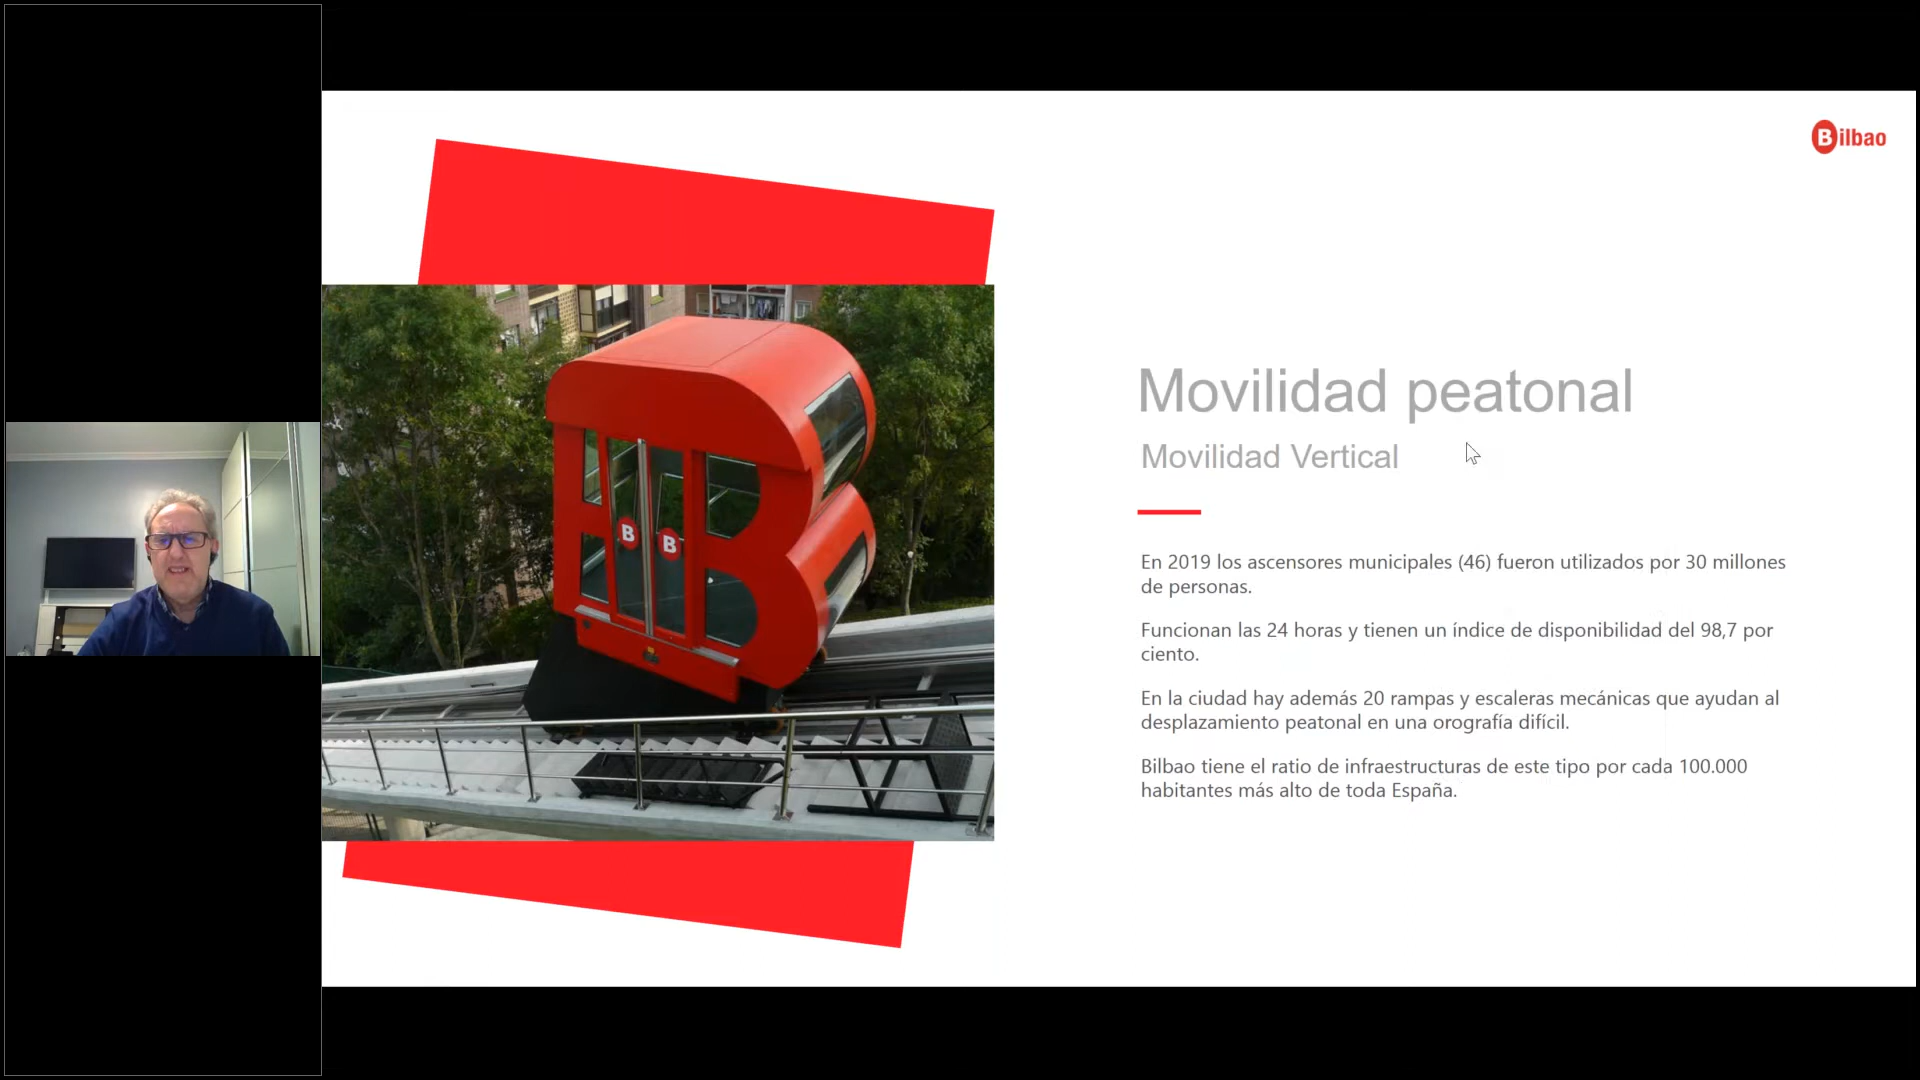 Bilbao
B B
Movilidad peatonal
Movilidad Vertical
En 2019 los ascensores municipales (46) fueron utilizados por 30 millones
de personas.
Funcionan las 24 horas y tienen un índice de disponibilidad del 98,7 por
ciento.
En la ciudad hay además 20 rampas y escaleras mecánicas que ayudan al
desplazamiento peatonal en una orografía difícil.
Bilbao tiene el ratio de infraestructuras de este tipo por cada 100.000
habitantes más alto de toda España.